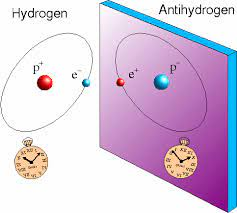 Hydrogen
Antihydrogen
p+
e−
e+
p−